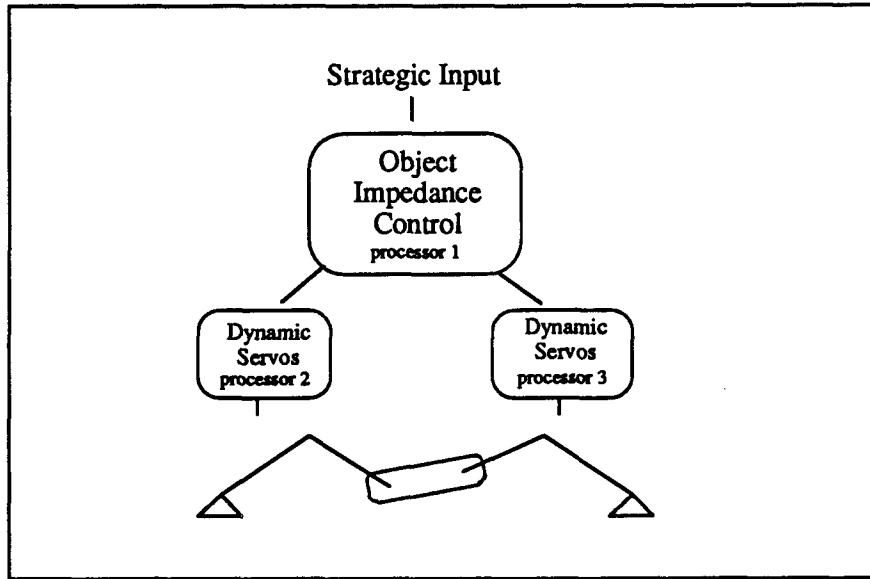 Strategic Input
Object
Impedance
Control
processor 1
Dynamic
Servos
processor 2
Dynamic
Servos
processor 3